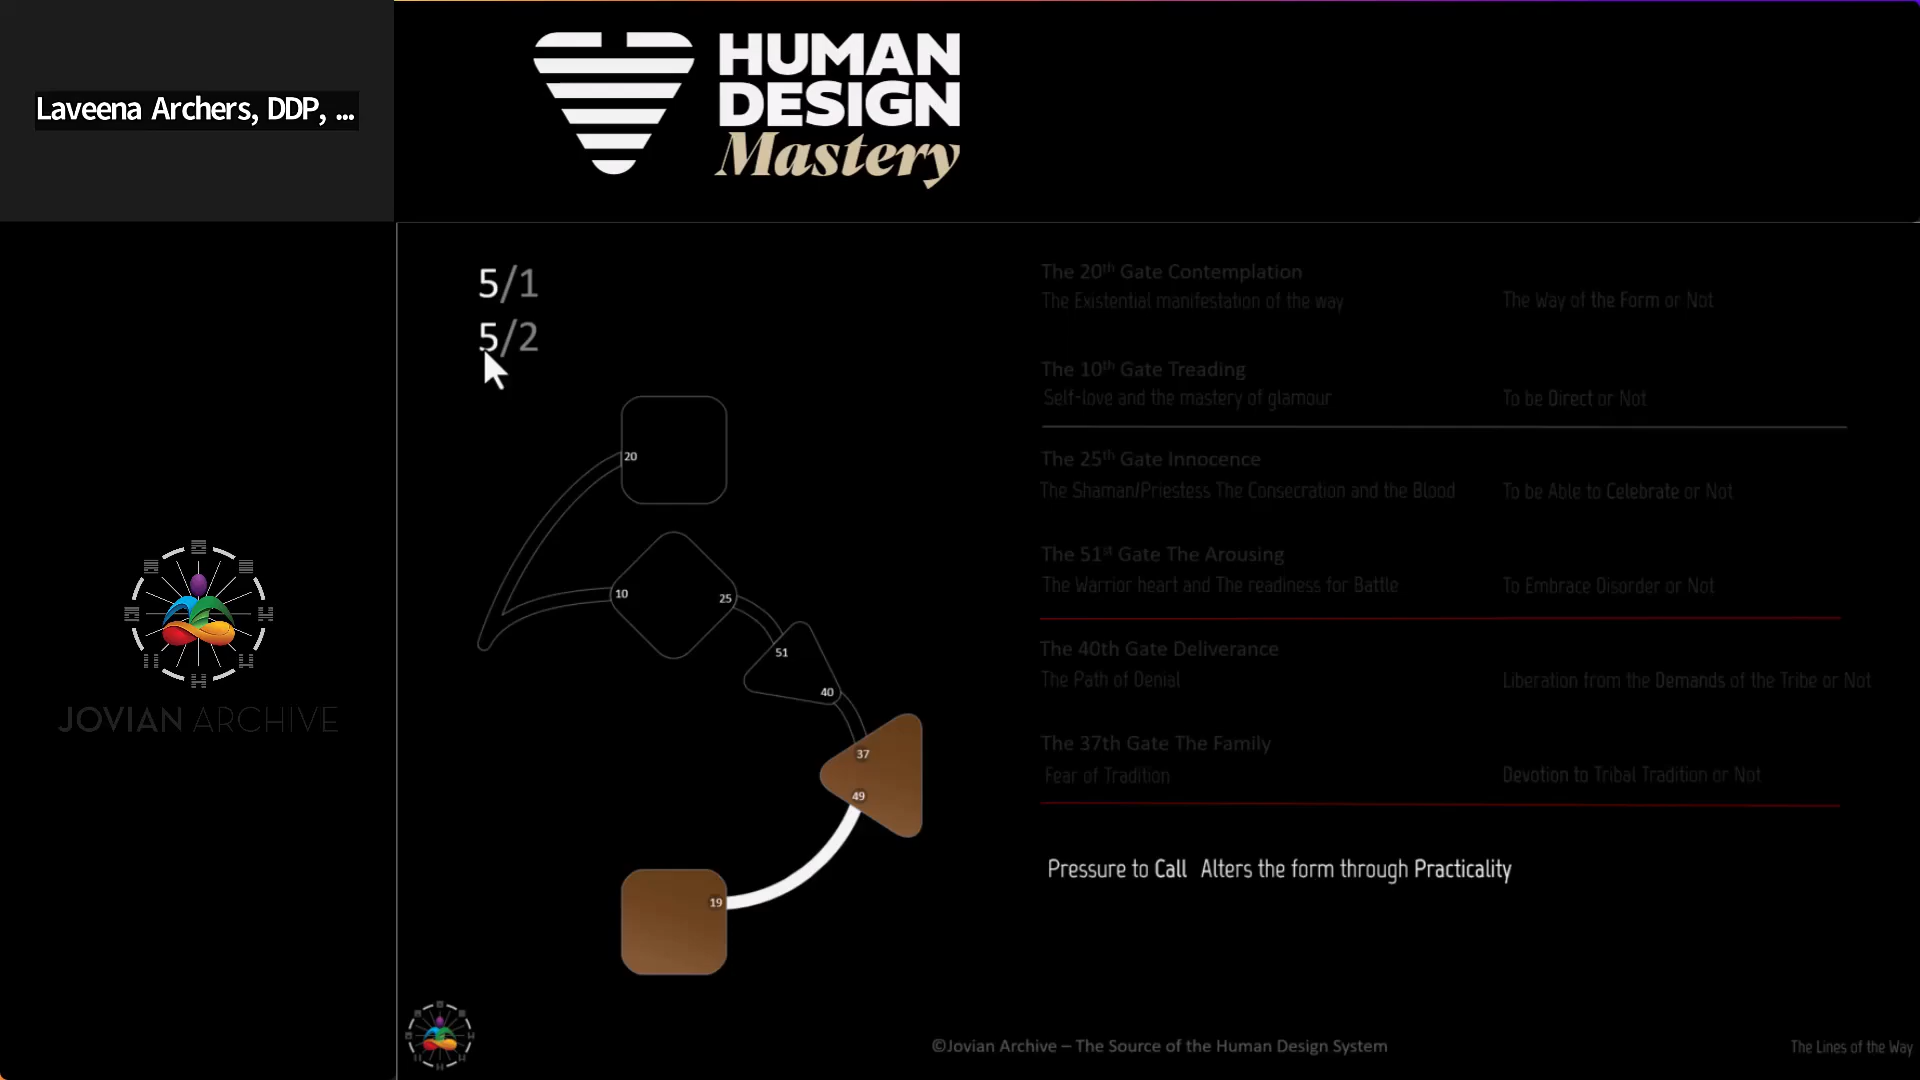 Laveena Archers, DDP, ...
HUMAN
DESIGN
Mastery
JOVIAN ARCHIVE
5/1
5/2
20
10
25
51
40
37
49
19
The 20th Gate Contemplation
The Existential manifestation of the way
The Way of the Form or Not
The 10th Gate Treading
Self-love and the mastery of glamour
To be Direct or Not
The 25th Gate Innocence
The Shaman/Priestess The Consecration and the Blood
To be Able to Celebrate or Not
The 51st Gate The Arousing
The Warrior heart and The readiness for Battle
To Embrace Disorder or Not
The 40th Gate Deliverance
The Path of Denial
Liberation from the Demands of the Tribe or Not
The 37th Gate The Family
Fear of Tradition
Devotion to Tribal Tradition or Not
Pressure to Call Alters the form through Practicality
©Jovian Archive – The Source of the Human Design System
The Lines of the Way